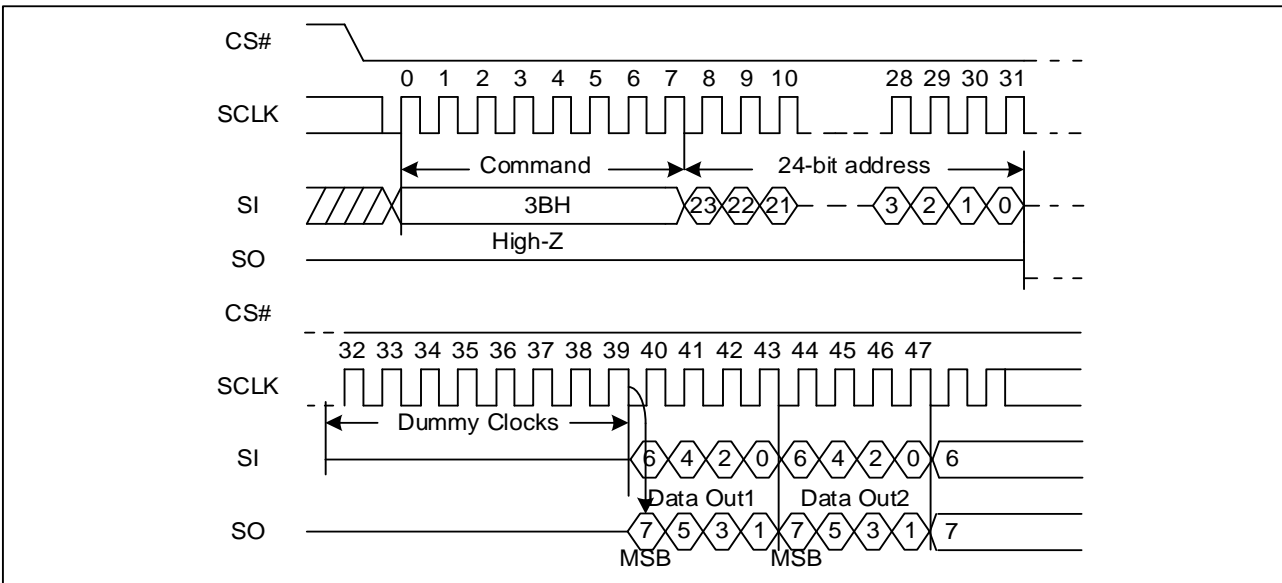 CS#
0 1 2 3 4 5 6 7 8 9 10 28 29 30 31
SCLK
Command 24-bit address
SI 3BH 23 22 21 3 2 1 0
High-Z
SO
CS#
32 33 34 35 36 37 38 39 40 41 42 43 44 45 46 47
SCLK
Dummy Clocks
SI 6 4 2 0 6 4 2 0 6
Data Out1 Data Out2
SO 7 5 3 1 7 5 3 1 7
MSB MSB